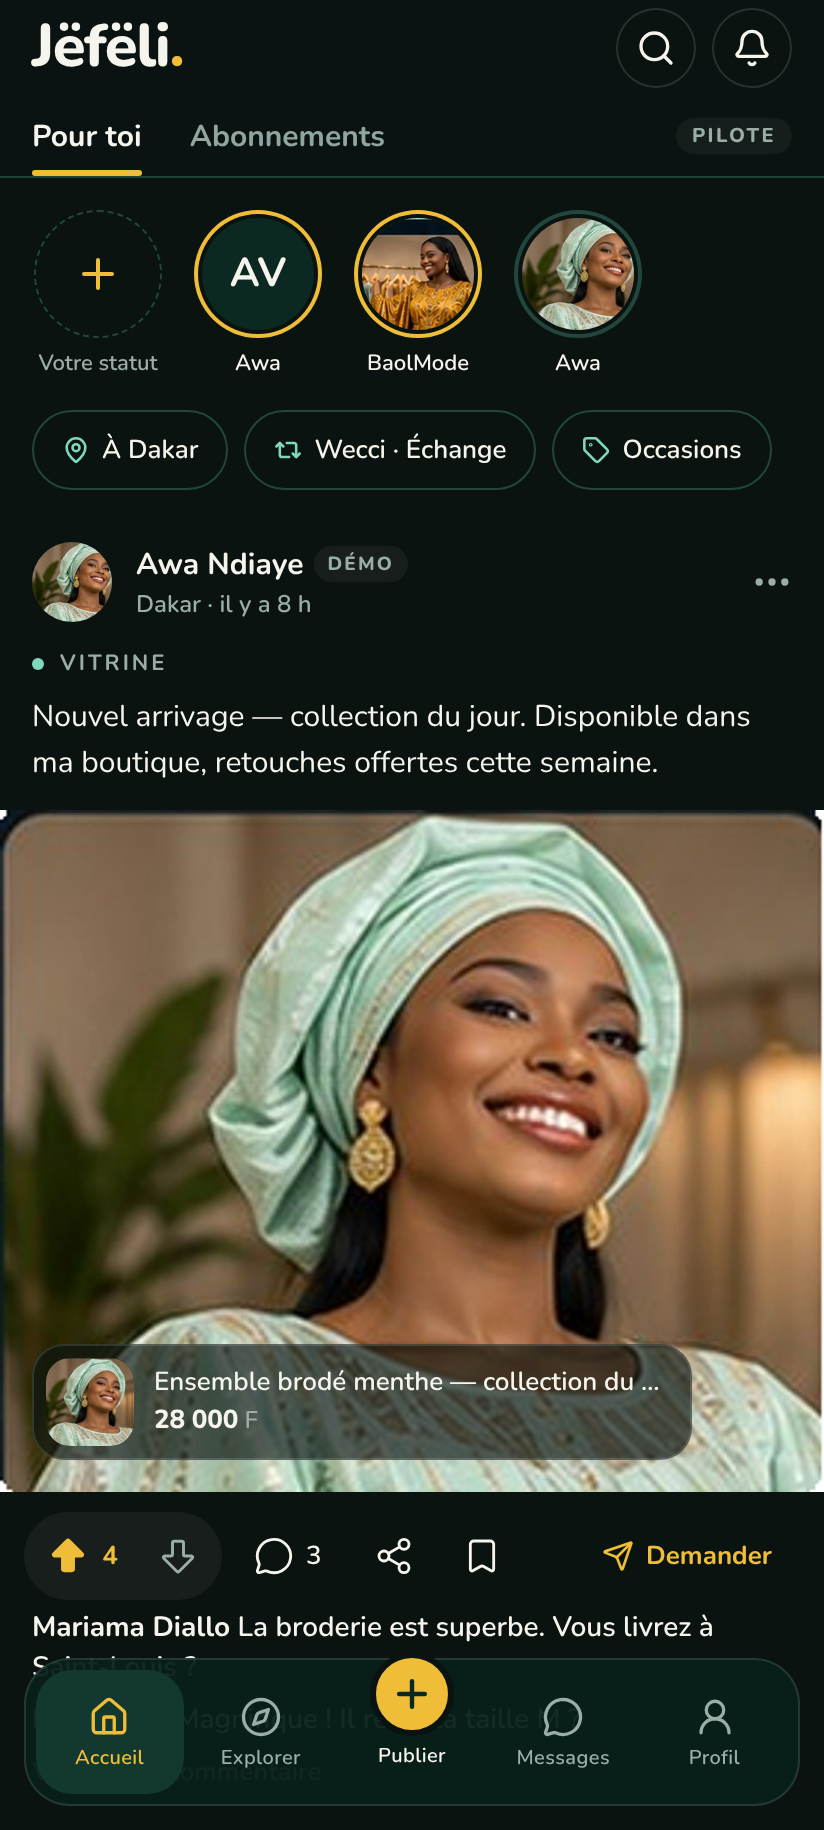 Jëfëli.
Pour toi Abonnements PILOTE
AV
Votre statut Awa BaolMode Awa
À Dakar Wecci · Échange Occasions
Awa Ndiaye DÉMO
Dakar · il y a 8 h
VITRINE
Nouvel arrivage — collection du jour. Disponible dans
ma boutique, retouches offertes cette semaine.
Ensemble brodé menthe — collection du ...
28 000 F
4 3 Demander
Mariama Diallo La broderie est superbe. Vous livrez à
Saint-Louis ?
taille M ?
Accueil Explorer Publier Messages Profil